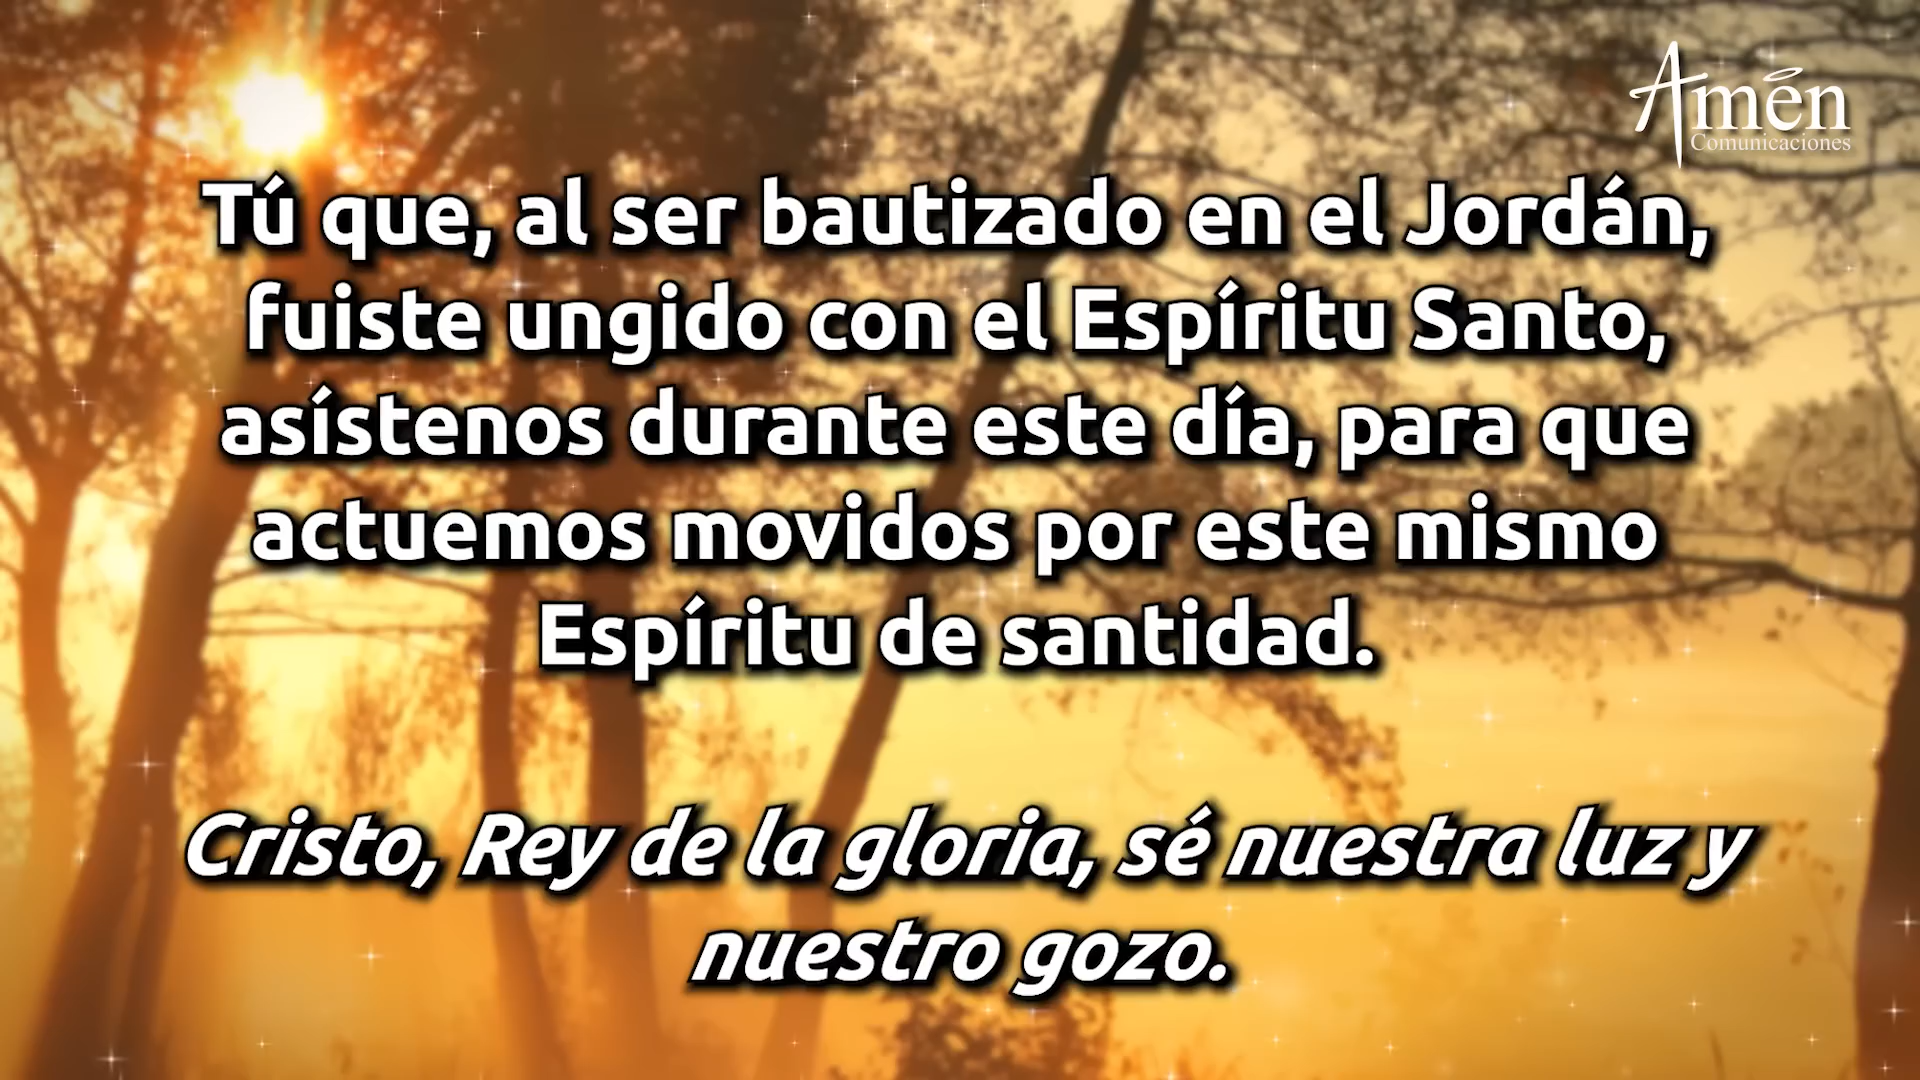 Amén
Comunicaciones
Tú que, al ser bautizado en el Jordán,
fuiste ungido con el Espíritu Santo,
asístenos durante este día, para que
actuemos movidos por este mismo
Espíritu de santidad.
Cristo, Rey de la gloria, sé nuestra luz y
nuestro gozo.